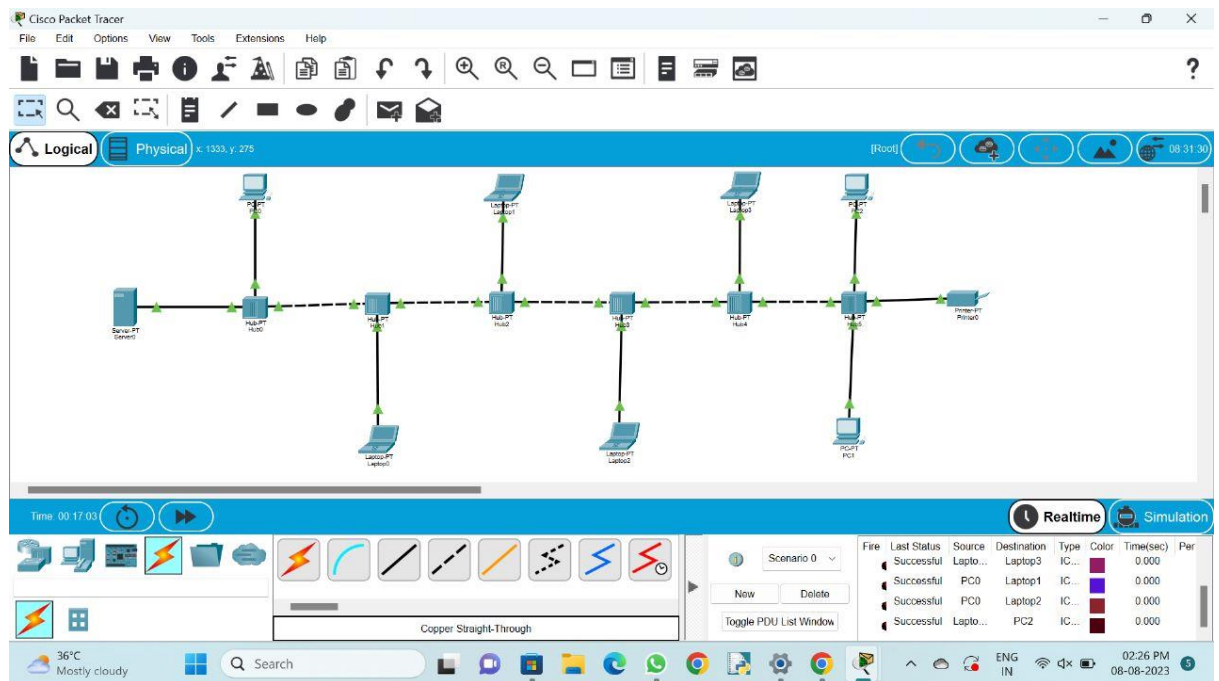 Cisco Packet Tracer
File Edit Options View Tools Extensions Help
Logical Physical x: 1333, y: 275 [Root] 08:31:30
PC-PT
Laptop-PT
Laptop1
Laptop-PT
Laptop3
PC-PT
PC2
Server-PT
Server0
Hub-PT
Hub0
Hub-PT
Hub1
Hub-PT
Hub2
Hub-PT
Hub3
Hub-PT
Hub4
Hub-PT
Hub5
Printer-PT
Printer0
Laptop-PT
Laptop0
Laptop-PT
Laptop2
PC-PT
PC1
Time: 00:17:03 Realtime Simulation
Scenario 0
New Delete
Toggle PDU List Window
Copper Straight-Through
Fire Last Status Source Destination Type Color Time(sec) Per
Successful Lapto... Laptop3 IC... 0.000
Successful PC0 Laptop1 IC... 0.000
Successful PC0 Laptop2 IC... 0.000
Successful Lapto... PC2 IC... 0.000
36°C
Mostly cloudy
Search
ENG
IN
02:26 PM
08-08-2023
5